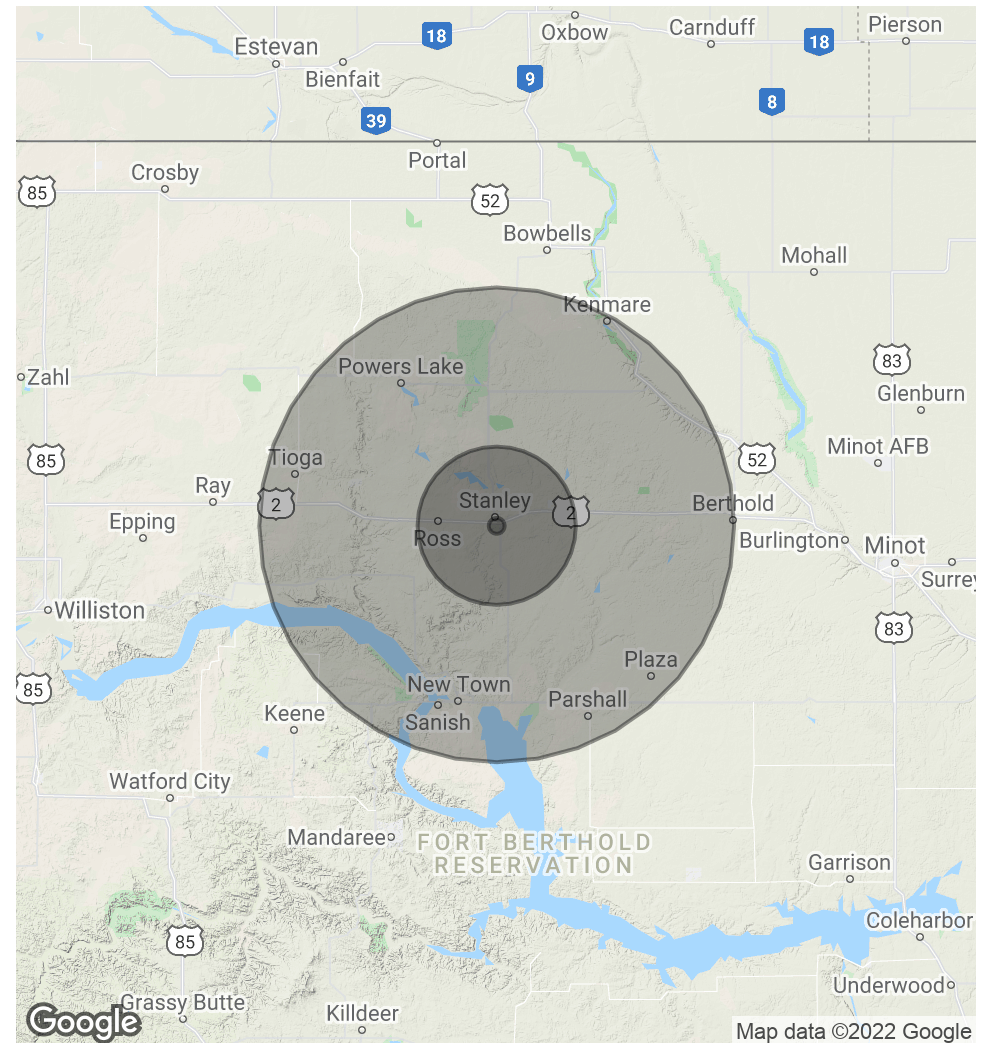 Oxbow
Carnduff
Pierson
18
18
Estevan
Bienfait
9
8
39
Portal
Crosby
85
52
Bowbells
Mohall
Kenmare
83
Powers Lake
Zahl
Glenburn
Minot AFB
85
Tioga
52
Ray
2
Stanley
2
Berthold
Epping
Ross
Burlington
Minot
Surrey
Williston
83
85
Plaza
New Town
Parshall
Keene
Sanish
Watford City
Mandaree
FORT BERTHOLD
RESERVATION
Garrison
Coleharbor
85
Underwood
Grassy Butte
Killdeer
Google
Map data ©2022 Google